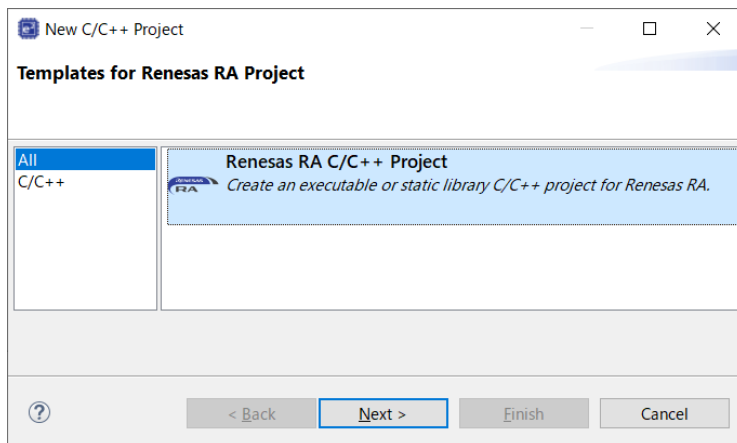 New C/C++ Project
Templates for Renesas RA Project
All
C/C++
Renesas RA C/C++ Project
RA
Create an executable or static library C/C++ project for Renesas RA.
?
< Back
Next >
Finish
Cancel